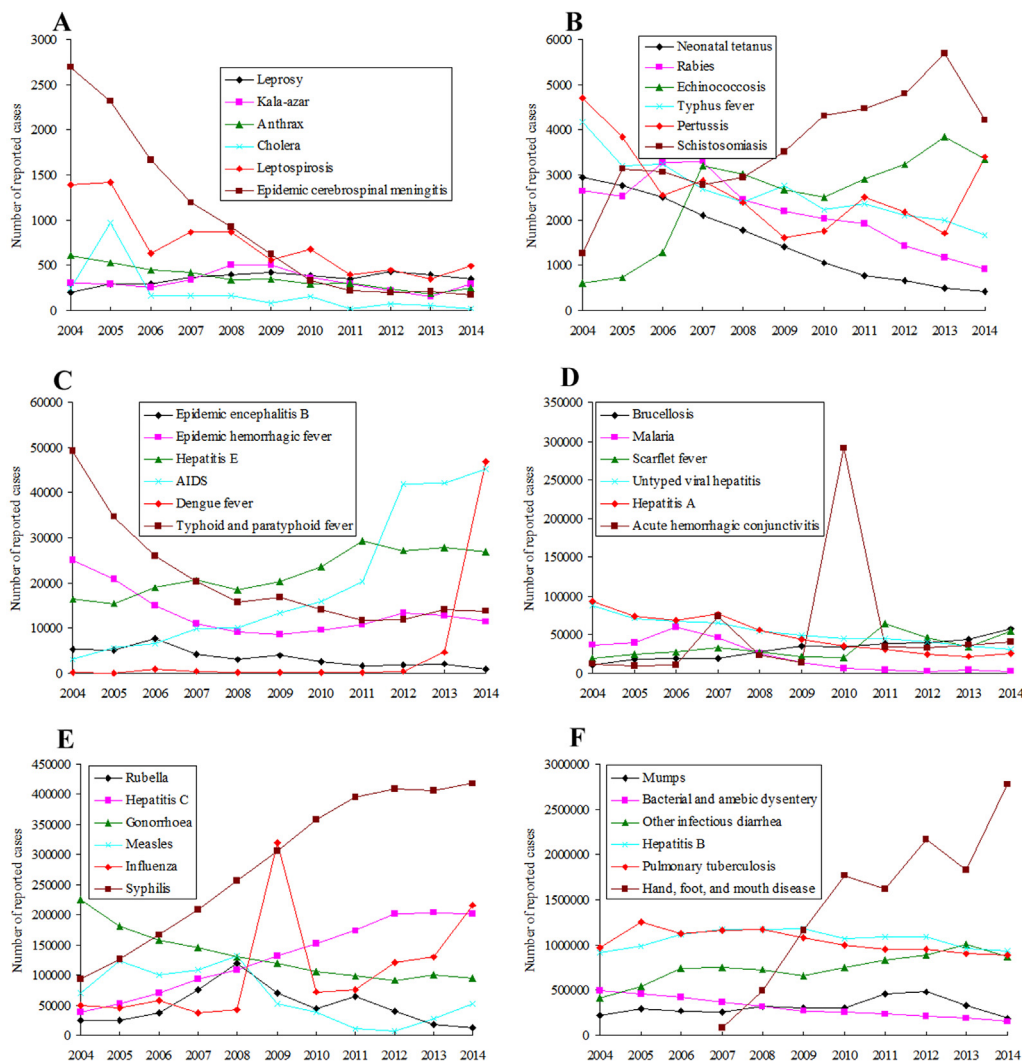 A
Number of reported cases
3000
2500
2000
1500
1000
500
0
Leprosy
Kala-azar
Anthrax
Cholera
Leptospirosis
Epidemic cerebrospinal meningitis
2004 2005 2006 2007 2008 2009 2010 2011 2012 2013 2014
B
Number of reported cases
6000
5000
4000
3000
2000
1000
0
Neonatal tetanus
Rabies
Echinococcosis
Typhus fever
Pertussis
Schistosomiasis
2004 2005 2006 2007 2008 2009 2010 2011 2012 2013 2014
C
Number of reported cases
60000
50000
40000
30000
20000
10000
0
Epidemic encephalitis B
Epidemic hemorrhagic fever
Hepatitis E
AIDS
Dengue fever
Typhoid and paratyphoid fever
2004 2005 2006 2007 2008 2009 2010 2011 2012 2013 2014
D
Number of reported cases
350000
300000
250000
200000
150000
100000
50000
0
Brucellosis
Malaria
Scarflet fever
Untyped viral hepatitis
Hepatitis A
Acute hemorrhagic conjunctivitis
2004 2005 2006 2007 2008 2009 2010 2011 2012 2013 2014
E
Number of reported cases
450000
400000
350000
300000
250000
200000
150000
100000
50000
0
Rubella
Hepatitis C
Gonorrhoea
Measles
Influenza
Syphilis
2004 2005 2006 2007 2008 2009 2010 2011 2012 2013 2014
F
Number of reported cases
3000000
2500000
2000000
1500000
1000000
500000
0
Mumps
Bacterial and amebic dysentery
Other infectious diarrhea
Hepatitis B
Pulmonary tuberculosis
Hand, foot, and mouth disease
2004 2005 2006 2007 2008 2009 2010 2011 2012 2013 2014